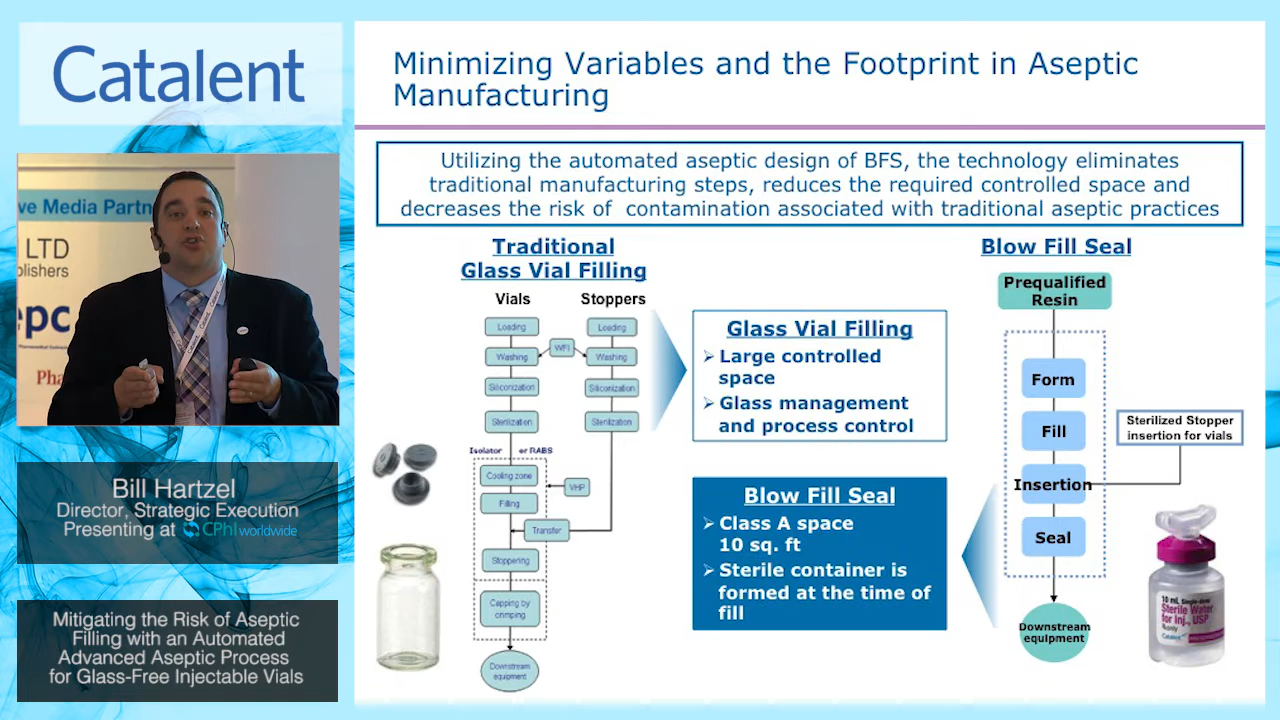 Catalent
ve Media Partn
LTD
blishers
epc
Pha
Bill Hartzel
Director, Strategic Execution
Presenting at CPhI worldwide
Mitigating the Risk of Aseptic
Filling with an Automated
Advanced Aseptic Process
for Glass-Free Injectable Vials
Minimizing Variables and the Footprint in Aseptic
Manufacturing
Utilizing the automated aseptic design of BFS, the technology eliminates
traditional manufacturing steps, reduces the required controlled space and
decreases the risk of contamination associated with traditional aseptic practices
Traditional
Glass Vial Filling
Vials
Stoppers
Loading
Loading
Washing
WFI
Washing
Siliconization
Siliconization
Sterilization
Sterilization
Isolator or RABS
Cooling zone
VHP
Filling
Transfer
Stoppering
Capping by
crimping
Downstream
equipment
Glass Vial Filling
➢ Large controlled
space
➢ Glass management
and process control
Blow Fill Seal
➢ Class A space
10 sq. ft
➢ Sterile container is
formed at the time of
fill
Blow Fill Seal
Prequalified
Resin
Form
Fill
Insertion
Seal
Sterilized Stopper
insertion for vials
Downstream
equipment
10 mL Single-dose
Sterile Water
for Inj., USP
Rx only
Catalent